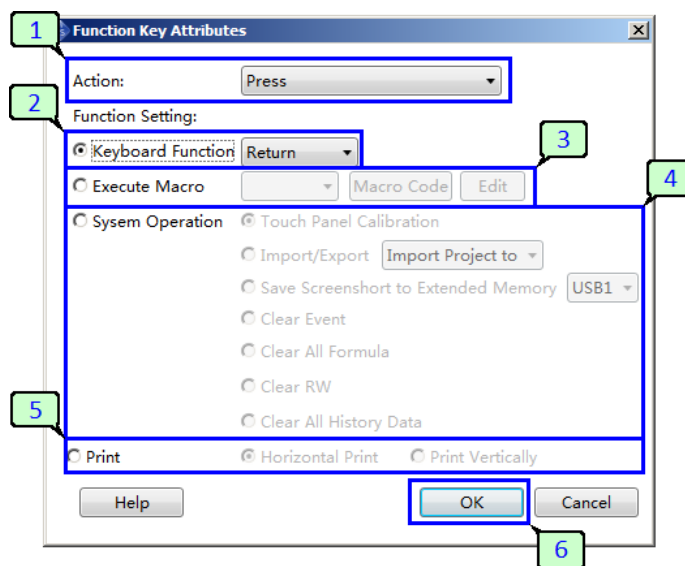 1
Function Key Attributes
Action: Press
2
Function Setting:
3
Keyboard Function Return
4
Execute Macro Macro Code Edit
Sysem Operation Touch Panel Calibration
Import/Export Import Project to
Save Screenshort to Extended Memory USB1
Clear Event
Clear All Formula
Clear RW
5
Clear All History Data
Print Horizontal Print Print Vertically
Help OK Cancel
6